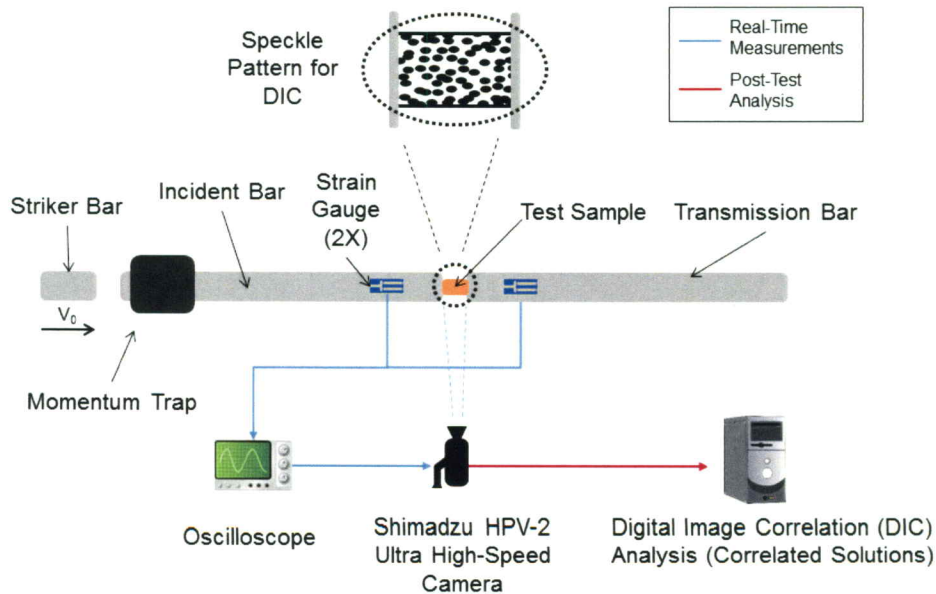 Speckle
Pattern for
DIC
Real-Time
Measurements
Post-Test
Analysis
Striker Bar
Incident Bar
Strain
Gauge
(2X)
Test Sample
Transmission Bar
V0
Momentum Trap
Oscilloscope
Shimadzu HPV-2
Ultra High-Speed
Camera
Digital Image Correlation (DIC)
Analysis (Correlated Solutions)